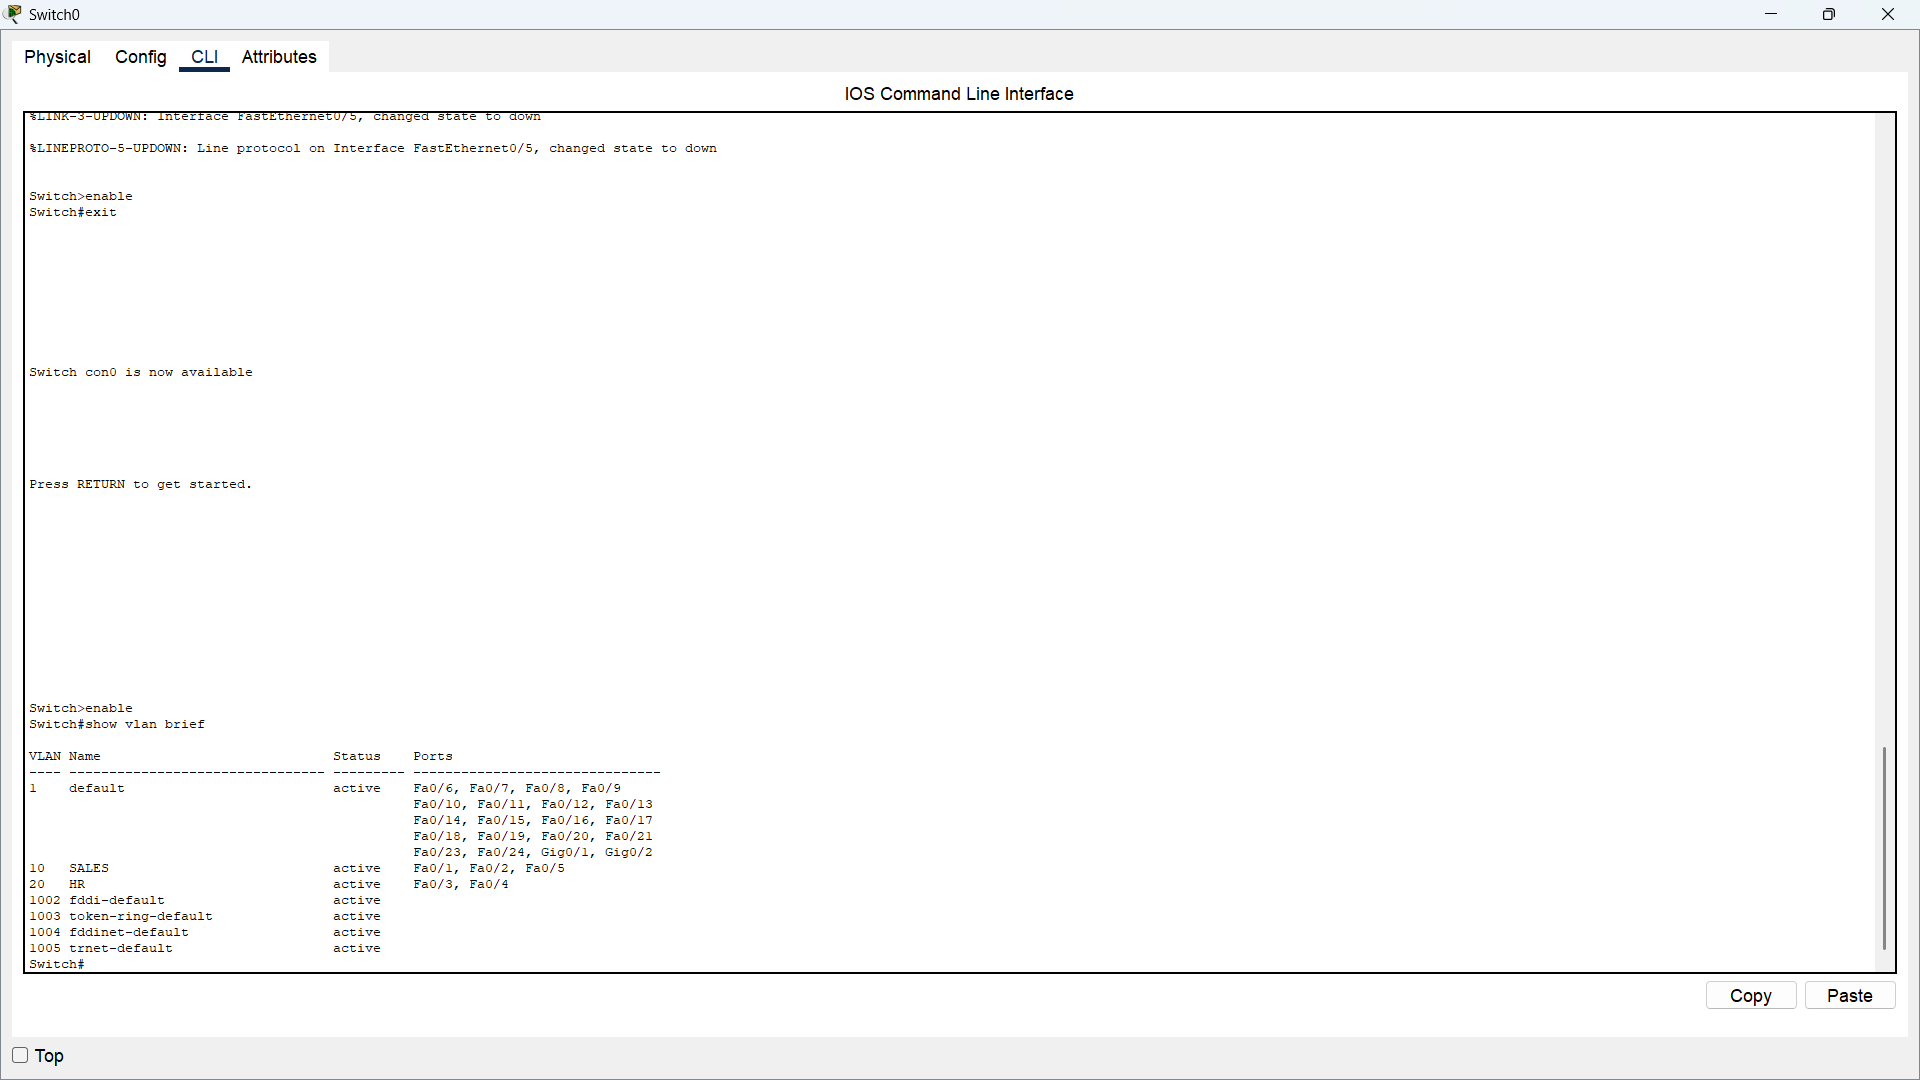 Switch0
Physical Config CLI Attributes
IOS Command Line Interface
%LINK-3-UPDOWN: Interface FastEthernet0/5, changed state to down
%LINEPROTO-5-UPDOWN: Line protocol on Interface FastEthernet0/5, changed state to down
Switch>enable
Switch#exit
Switch con0 is now available
Press RETURN to get started.
Switch>enable
Switch#show vlan brief
VLAN Name                             Status    Ports
---- -------------------------------- --------- -------------------------------
1    default                          active    Fa0/6, Fa0/7, Fa0/8, Fa0/9
                                                Fa0/10, Fa0/11, Fa0/12, Fa0/13
                                                Fa0/14, Fa0/15, Fa0/16, Fa0/17
                                                Fa0/18, Fa0/19, Fa0/20, Fa0/21
                                                Fa0/23, Fa0/24, Gig0/1, Gig0/2
10   SALES                            active    Fa0/1, Fa0/2, Fa0/5
20   HR                               active    Fa0/3, Fa0/4
1002 fddi-default                     active
1003 token-ring-default               active
1004 fddinet-default                  active
1005 trnet-default                    active
Switch#
Copy Paste
Top